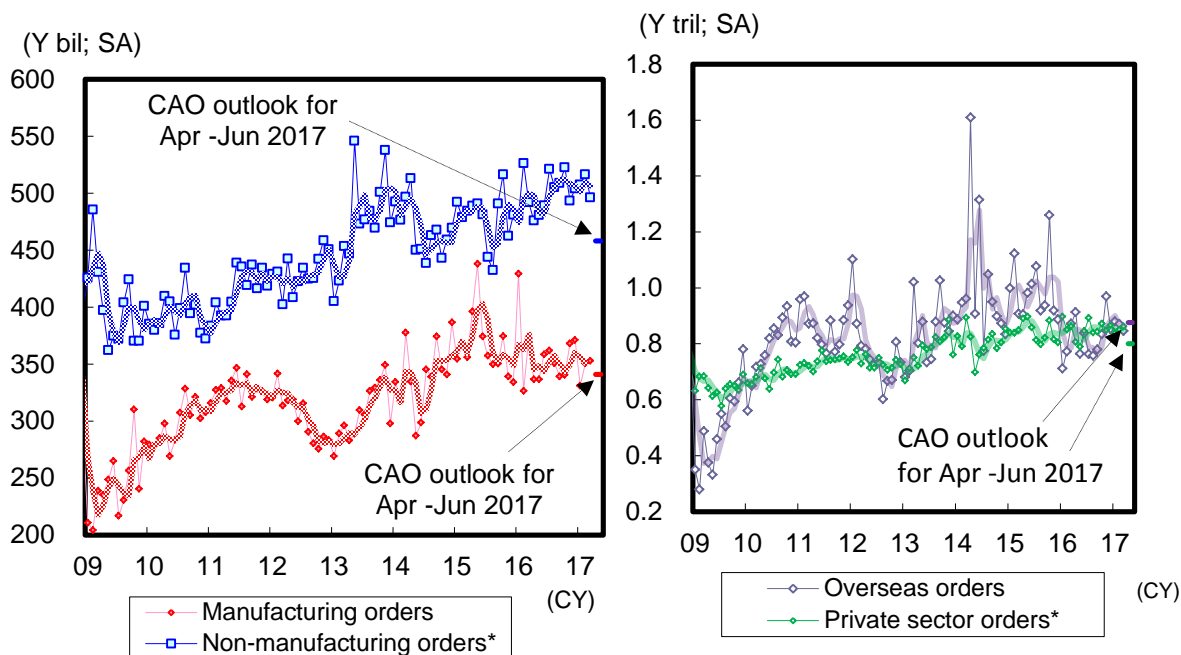 (Y bil; SA)
600
550
500
450
400
350
300
250
200
CAO outlook for
Apr -Jun 2017
CAO outlook for
Apr -Jun 2017
09 10 11 12 13 14 15 16 17
(CY)
Manufacturing orders
Non-manufacturing orders*
(Y tril; SA)
1.8
1.6
1.4
1.2
1.0
0.8
0.6
0.4
0.2
CAO outlook
for Apr -Jun 2017
09 10 11 12 13 14 15 16 17
(CY)
Overseas orders
Private sector orders*